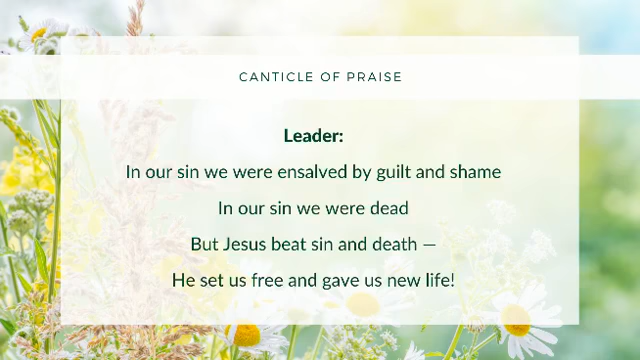 CANTICLE OF PRAISE
Leader:
In our sin we were ensalved by guilt and shame
In our sin we were dead
But Jesus beat sin and death —
He set us free and gave us new life!